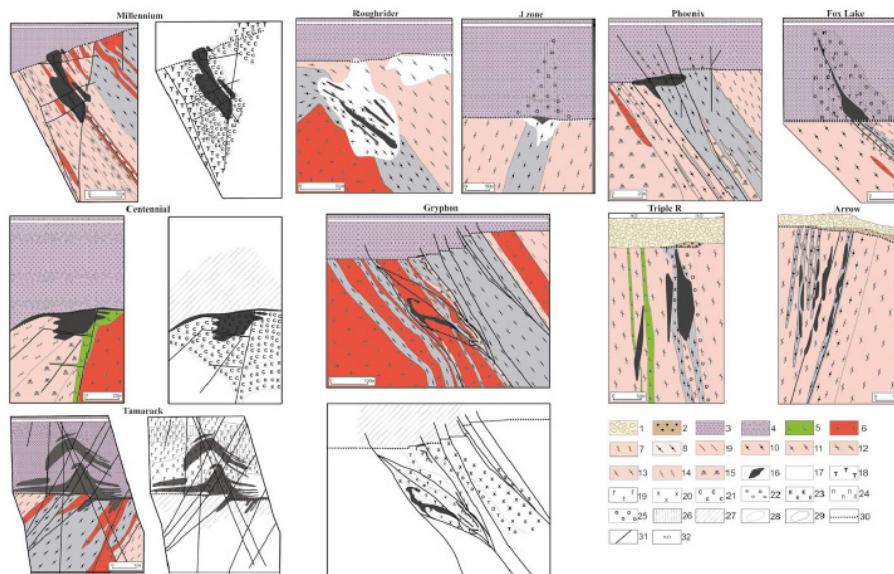 Millennium
Roughrider
J zone
Phoenix
Fox Lake
Centennial
Gryphon
Triple R
Arrow
Tamarack
1 2 3 4 5 6
7 8 9 10 11 12
13 14 15 16 17 18
19 20 21 22 23 24
25 26 27 28 29 30
31 32